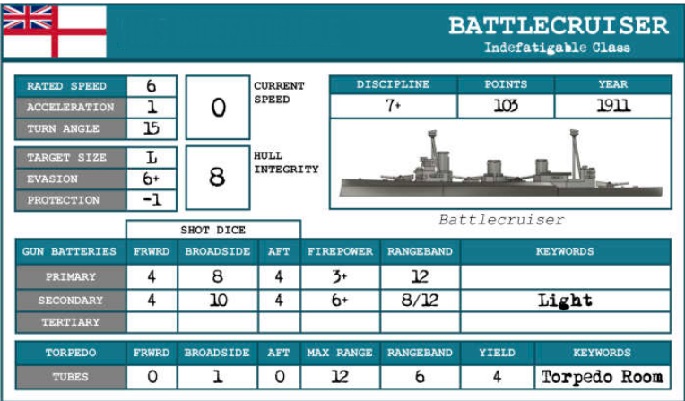 BATTLECRUISER
Indefatigable Class
RATED SPEED 6
ACCELERATION 1
TURN ANGLE 15
0 CURRENT SPEED
TARGET SIZE L
EVASION 6+
PROTECTION -1
8 HULL INTEGRITY
DISCIPLINE POINTS YEAR
7+ 103 1911
Battlecruiser
SHOT DICE
GUN BATTERIES FRWRD BROADSIDE AFT FIREPOWER RANGEBAND KEYWORDS
PRIMARY 4 8 4 3+ 12
SECONDARY 4 10 4 6+ 8/12 Light
TERTIARY
TORPEDO FRWRD BROADSIDE AFT MAX RANGE RANGEBAND YIELD KEYWORDS
TUBES 0 1 0 12 6 4 Torpedo Room